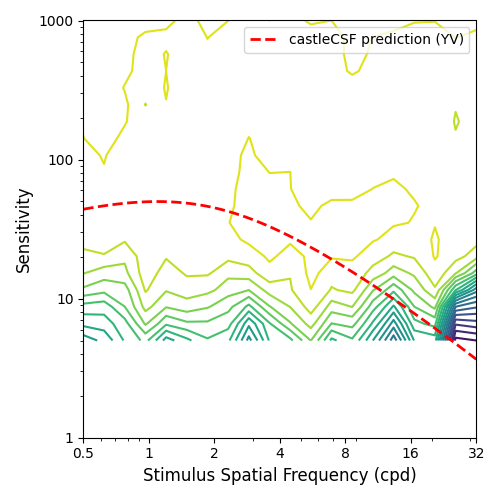 1000
castleCSF prediction (YV)
100
Sensitivity
10
1
0.5 1 2 4 8 16 32
Stimulus Spatial Frequency (cpd)